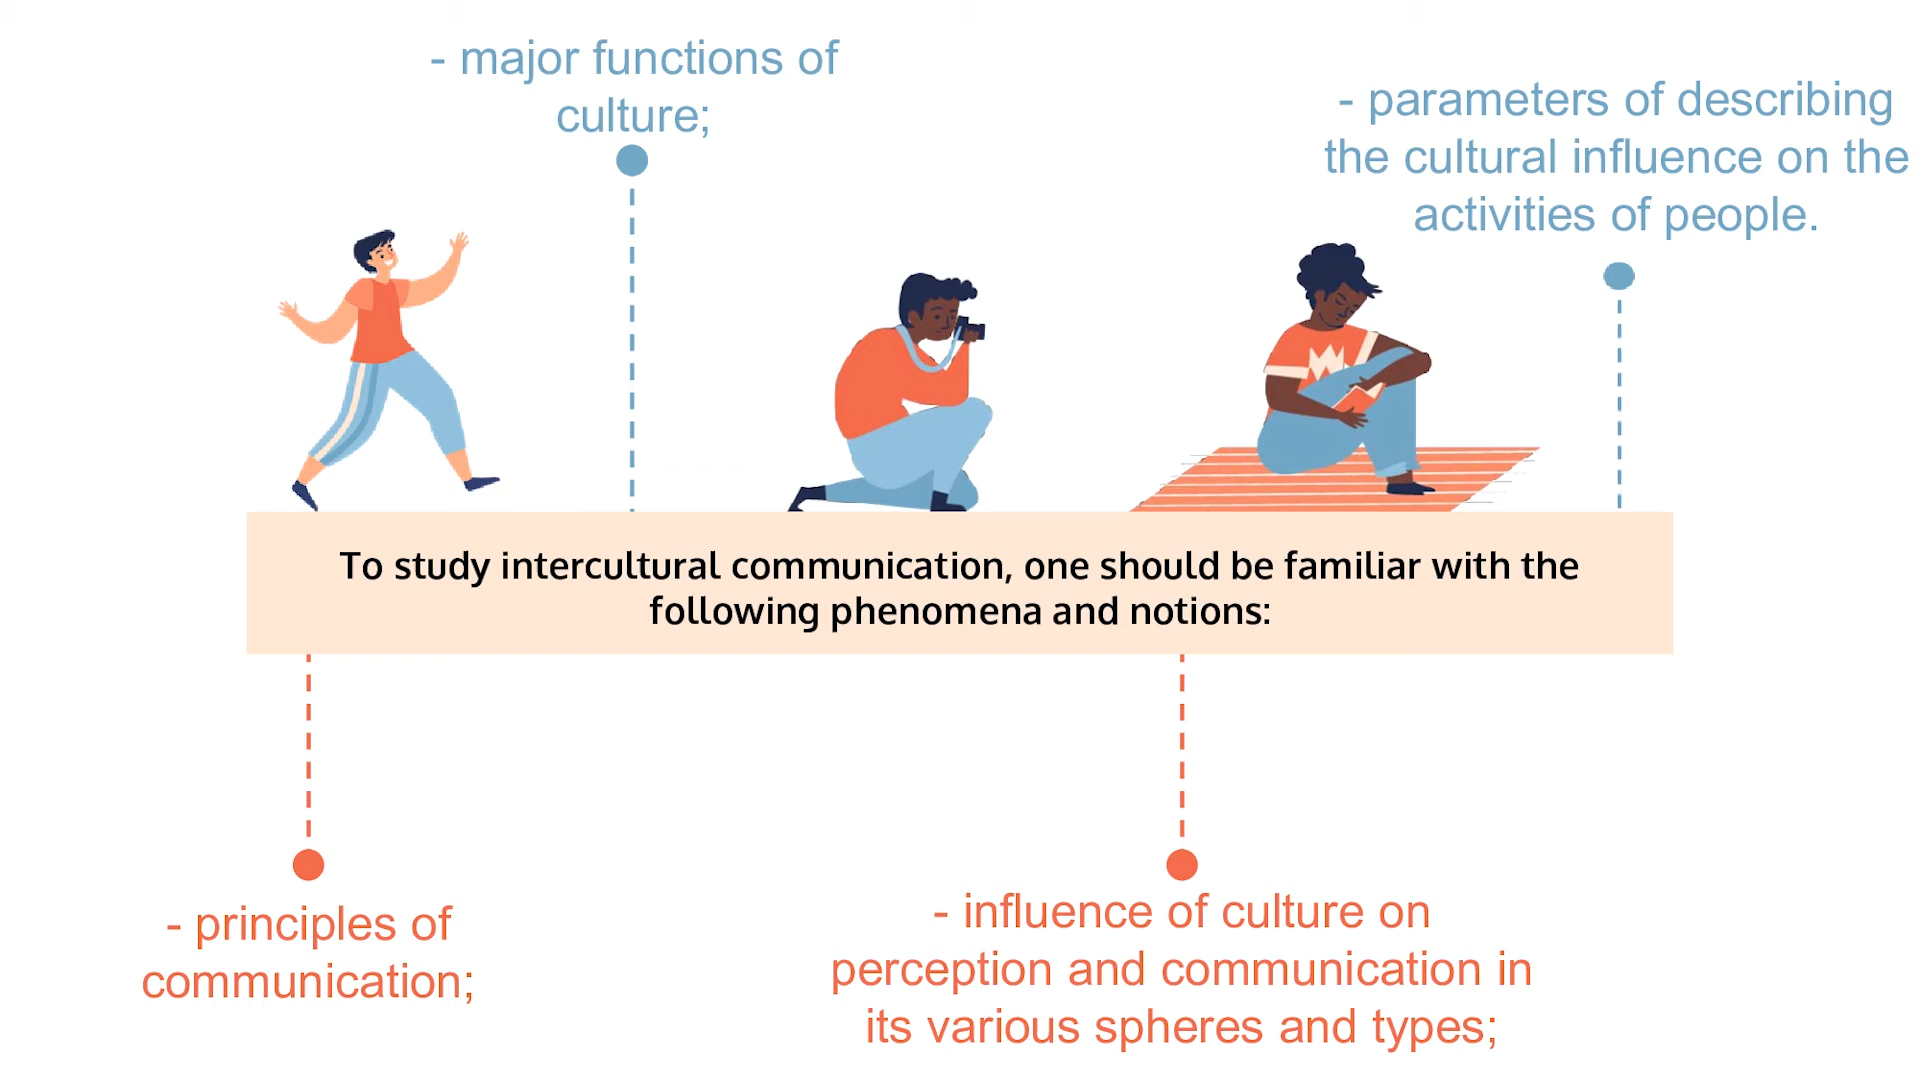 - major functions of
culture;
- parameters of describing
the cultural influence on the
activities of people.
To study intercultural communication, one should be familiar with the
following phenomena and notions:
- principles of
communication;
- influence of culture on
perception and communication in
its various spheres and types;